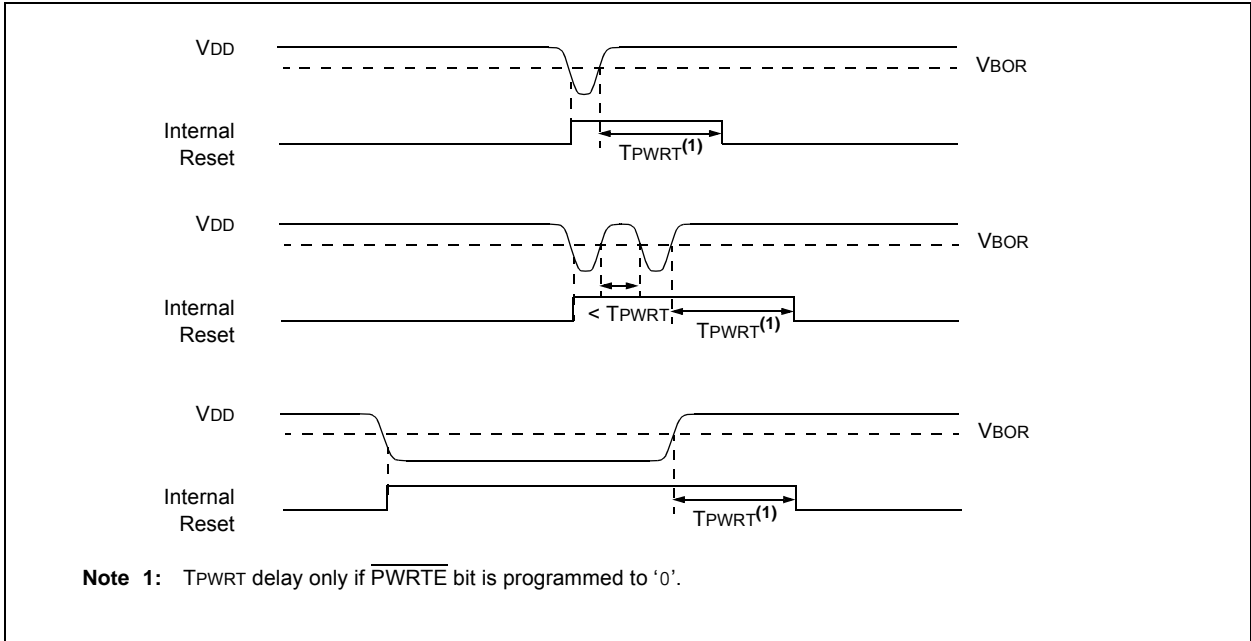 VDD
VBOR
Internal
Reset
TPWRT(1)
VDD
VBOR
Internal
Reset
< TPWRT
TPWRT(1)
VDD
VBOR
Internal
Reset
TPWRT(1)
Note 1: TPWRT delay only if PWRTE bit is programmed to ‘0’.